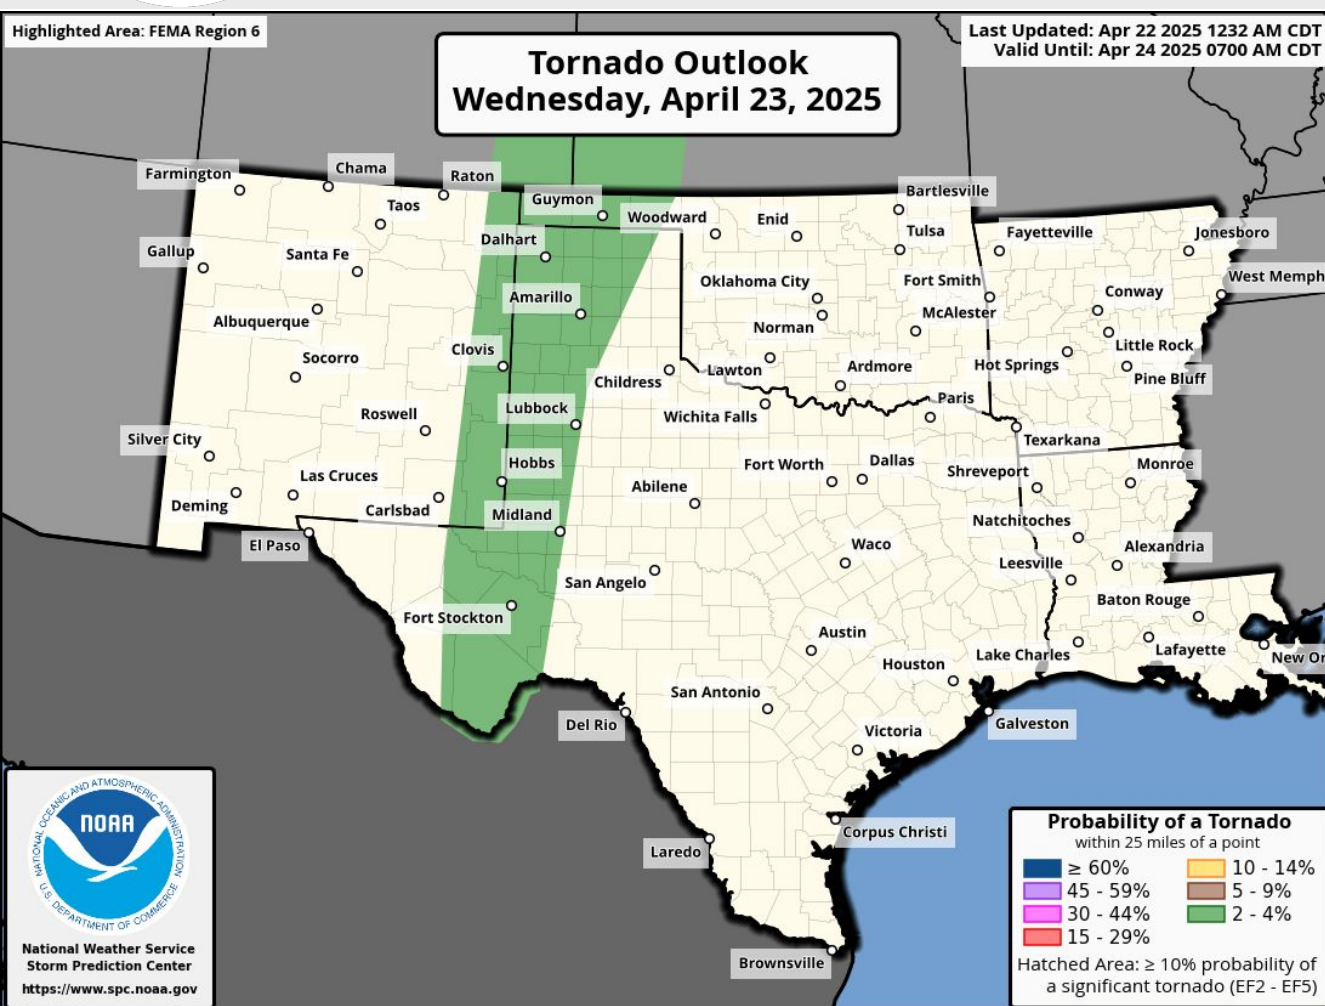 Highlighted Area: FEMA Region 6
Last Updated: Apr 22 2025 1232 AM CDT
Valid Until: Apr 24 2025 0700 AM CDT
Tornado Outlook
Wednesday, April 23, 2025
Farmington
Chama
Raton
Taos
Guymon
Woodward
Enid
Bartlesville
Tulsa
Fayetteville
Jonesboro
Gallup
Santa Fe
Dalhart
Amarillo
Oklahoma City
Fort Smith
Conway
West Memph
Albuquerque
Norman
McAlester
Little Rock
Socorro
Clovis
Childress
Lawton
Ardmore
Hot Springs
Pine Bluff
Roswell
Lubbock
Wichita Falls
Paris
Texarkana
Silver City
Las Cruces
Hobbs
Fort Worth
Dallas
Shreveport
Monroe
Deming
Carlsbad
Midland
Abilene
Natchitoches
El Paso
San Angelo
Waco
Leesville
Alexandria
Fort Stockton
Baton Rouge
Austin
Houston
Lake Charles
Lafayette
New Or
San Antonio
Del Rio
Galveston
Victoria
Corpus Christi
Laredo
Brownsville
NATIONAL OCEANIC AND ATMOSPHERIC ADMINISTRATION
NOAA
U.S. DEPARTMENT OF COMMERCE
National Weather Service
Storm Prediction Center
https://www.spc.noaa.gov
Probability of a Tornado
within 25 miles of a point
≥ 60%
45 - 59%
30 - 44%
15 - 29%
10 - 14%
5 - 9%
2 - 4%
Hatched Area: ≥ 10% probability of
a significant tornado (EF2 - EF5)